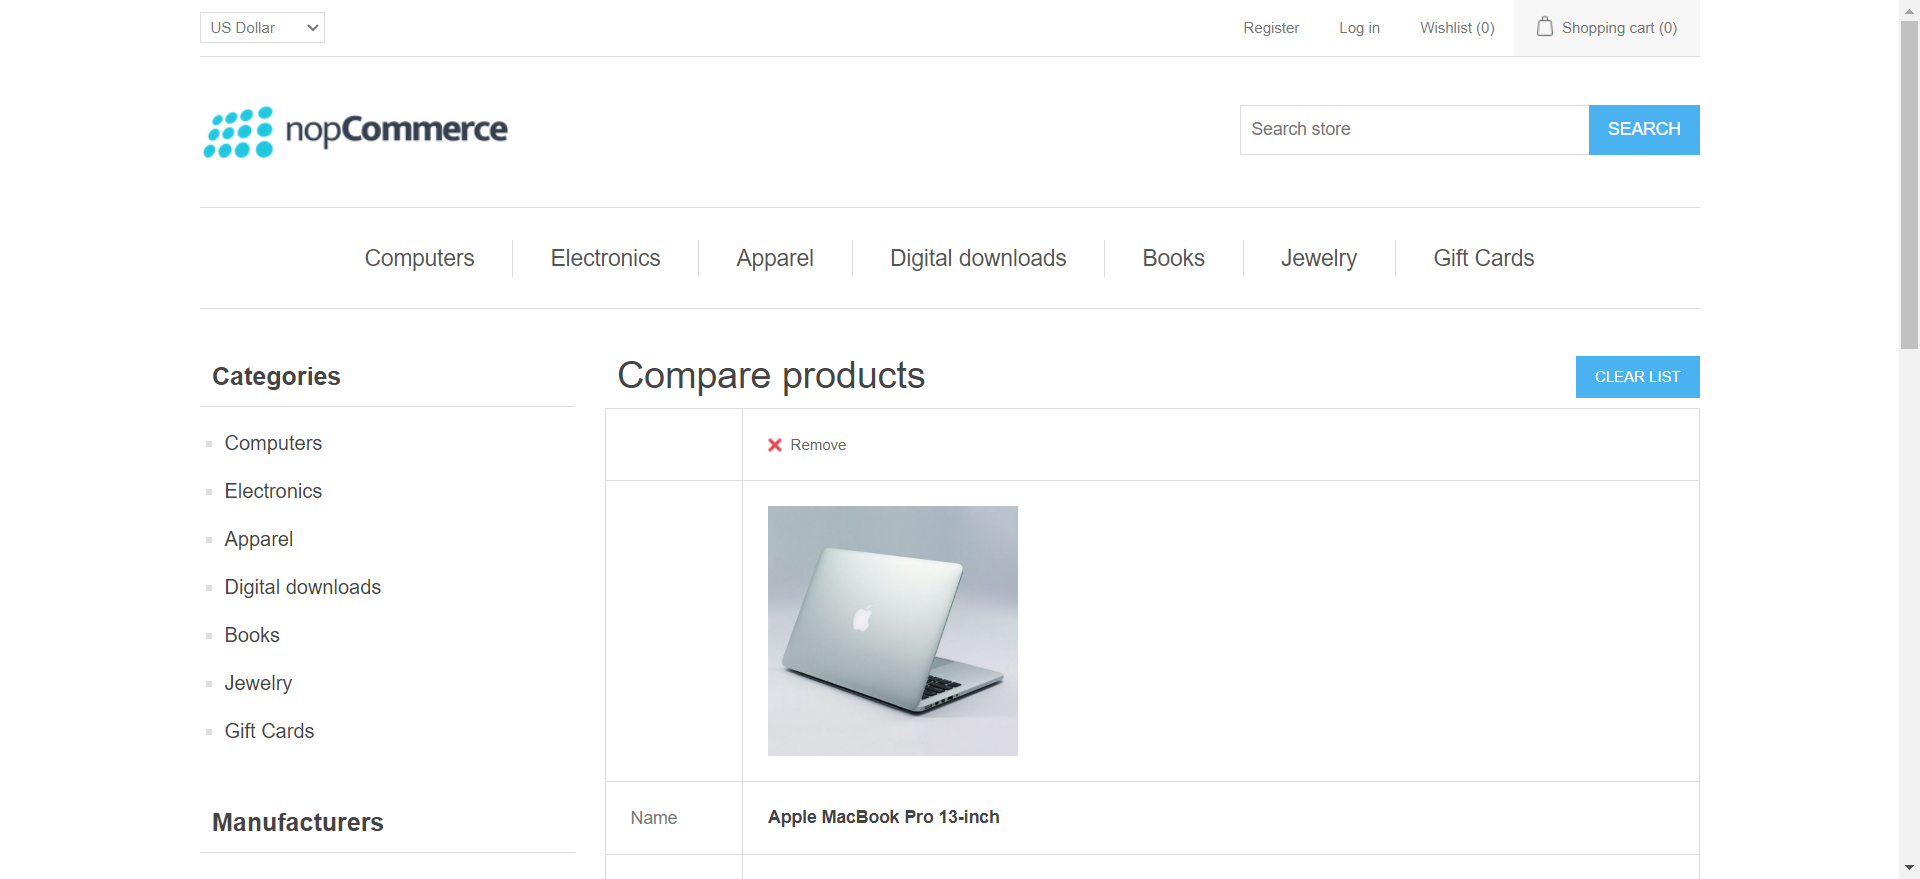 US Dollar
Register
Log in
Wishlist (0)
Shopping cart (0)
nopCommerce
Search store
SEARCH
Computers
Electronics
Apparel
Digital downloads
Books
Jewelry
Gift Cards
Categories
Computers
Electronics
Apparel
Digital downloads
Books
Jewelry
Gift Cards
Manufacturers
Compare products
CLEAR LIST
Remove
Name
Apple MacBook Pro 13-inch